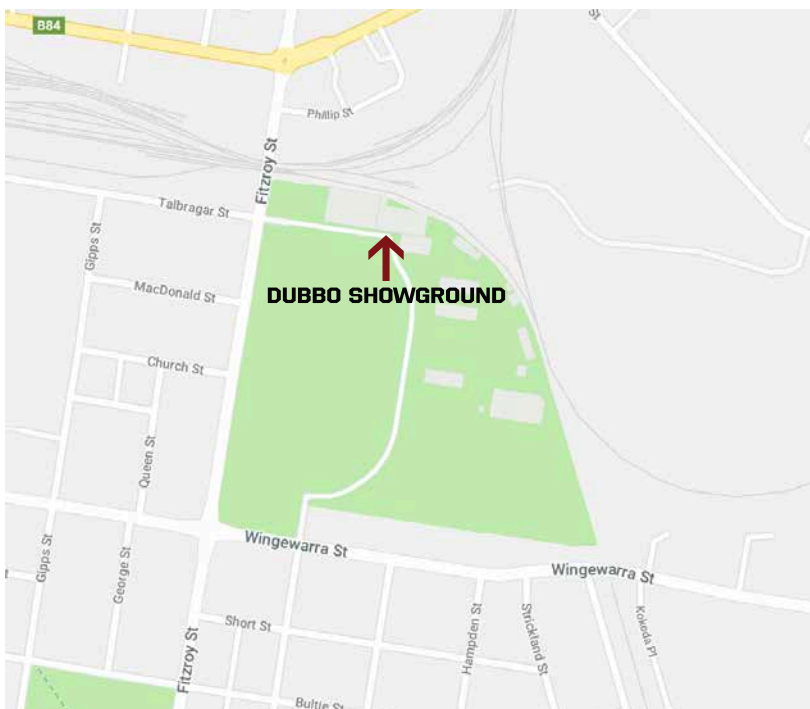 B84
St
Phillip St
Fitzroy St
Talbragar St
Gipps St
DUBBO SHOWGROUND
MacDonald St
Church St
Queen St
Wingewarra St
Wingewarra St
Gipps St
George St
Short St
Hampden St
Strickland St
Kokoda Pl
Fitzroy St
Bultje St